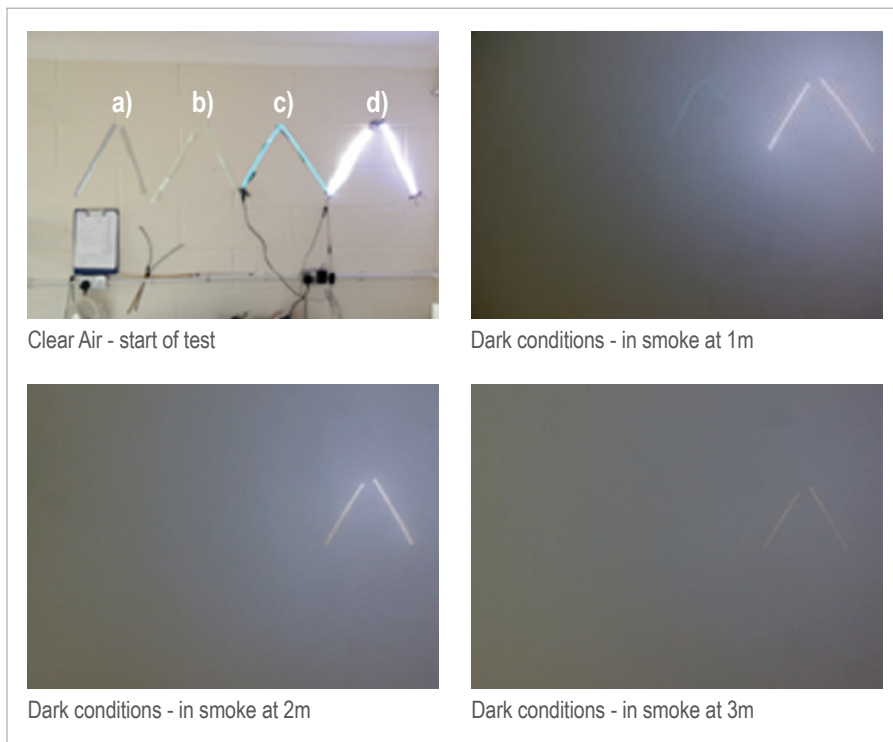 a) b) c) d)
Clear Air - start of test
Dark conditions - in smoke at 1m
Dark conditions - in smoke at 2m
Dark conditions - in smoke at 3m